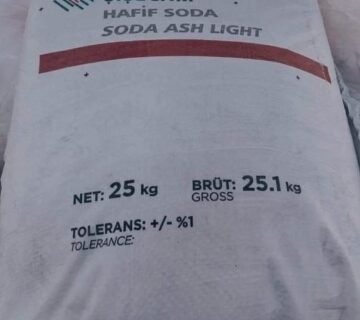 HAFİF SODA
SODA ASH LIGHT
NET: 25 kg BRÜT: 25.1 kg
GROSS
TOLERANS: +/- %1
TOLERANCE: